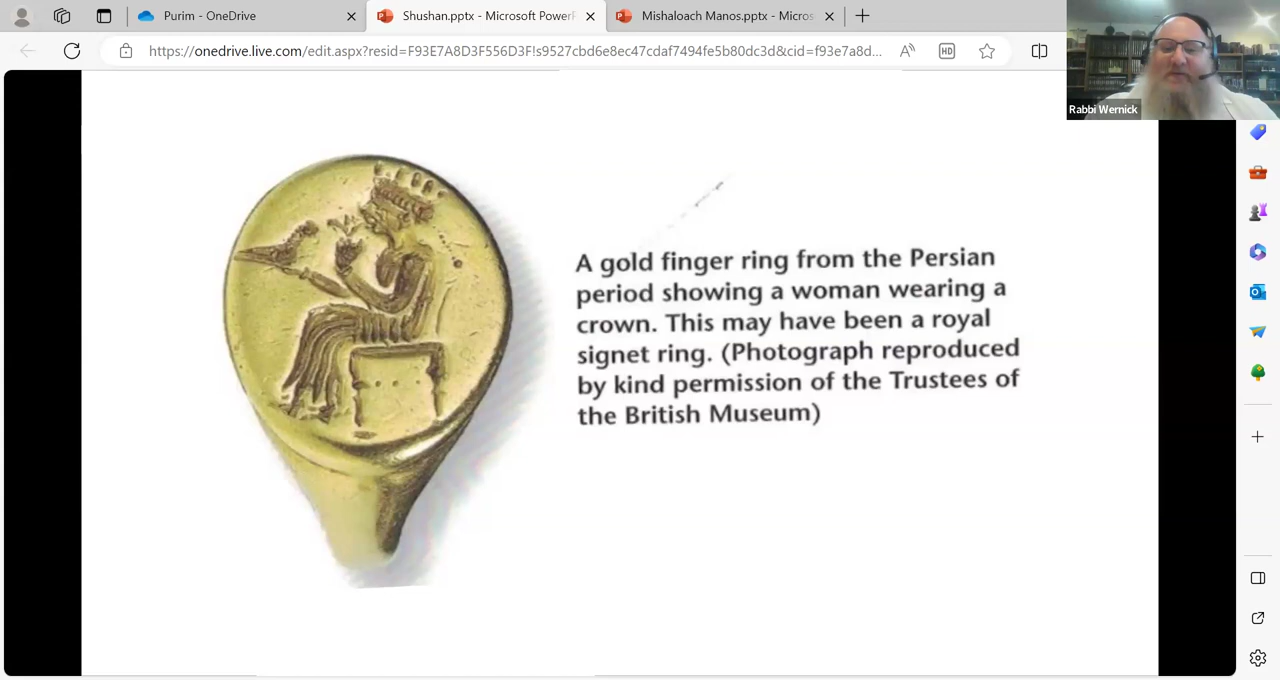 Purim - OneDrive
Shushan.pptx - Microsoft PowerP
Mishaloach Manos.pptx - Micros
https://onedrive.live.com/edit.aspx?resid=F93E7A8D3F556D3F!s9527cbd6e8ec47cdaf7494fe5b80dc3d&cid=f93e7a8d...
HD
Rabbi Wernick
A gold finger ring from the Persian
period showing a woman wearing a
crown. This may have been a royal
signet ring. (Photograph reproduced
by kind permission of the Trustees of
the British Museum)